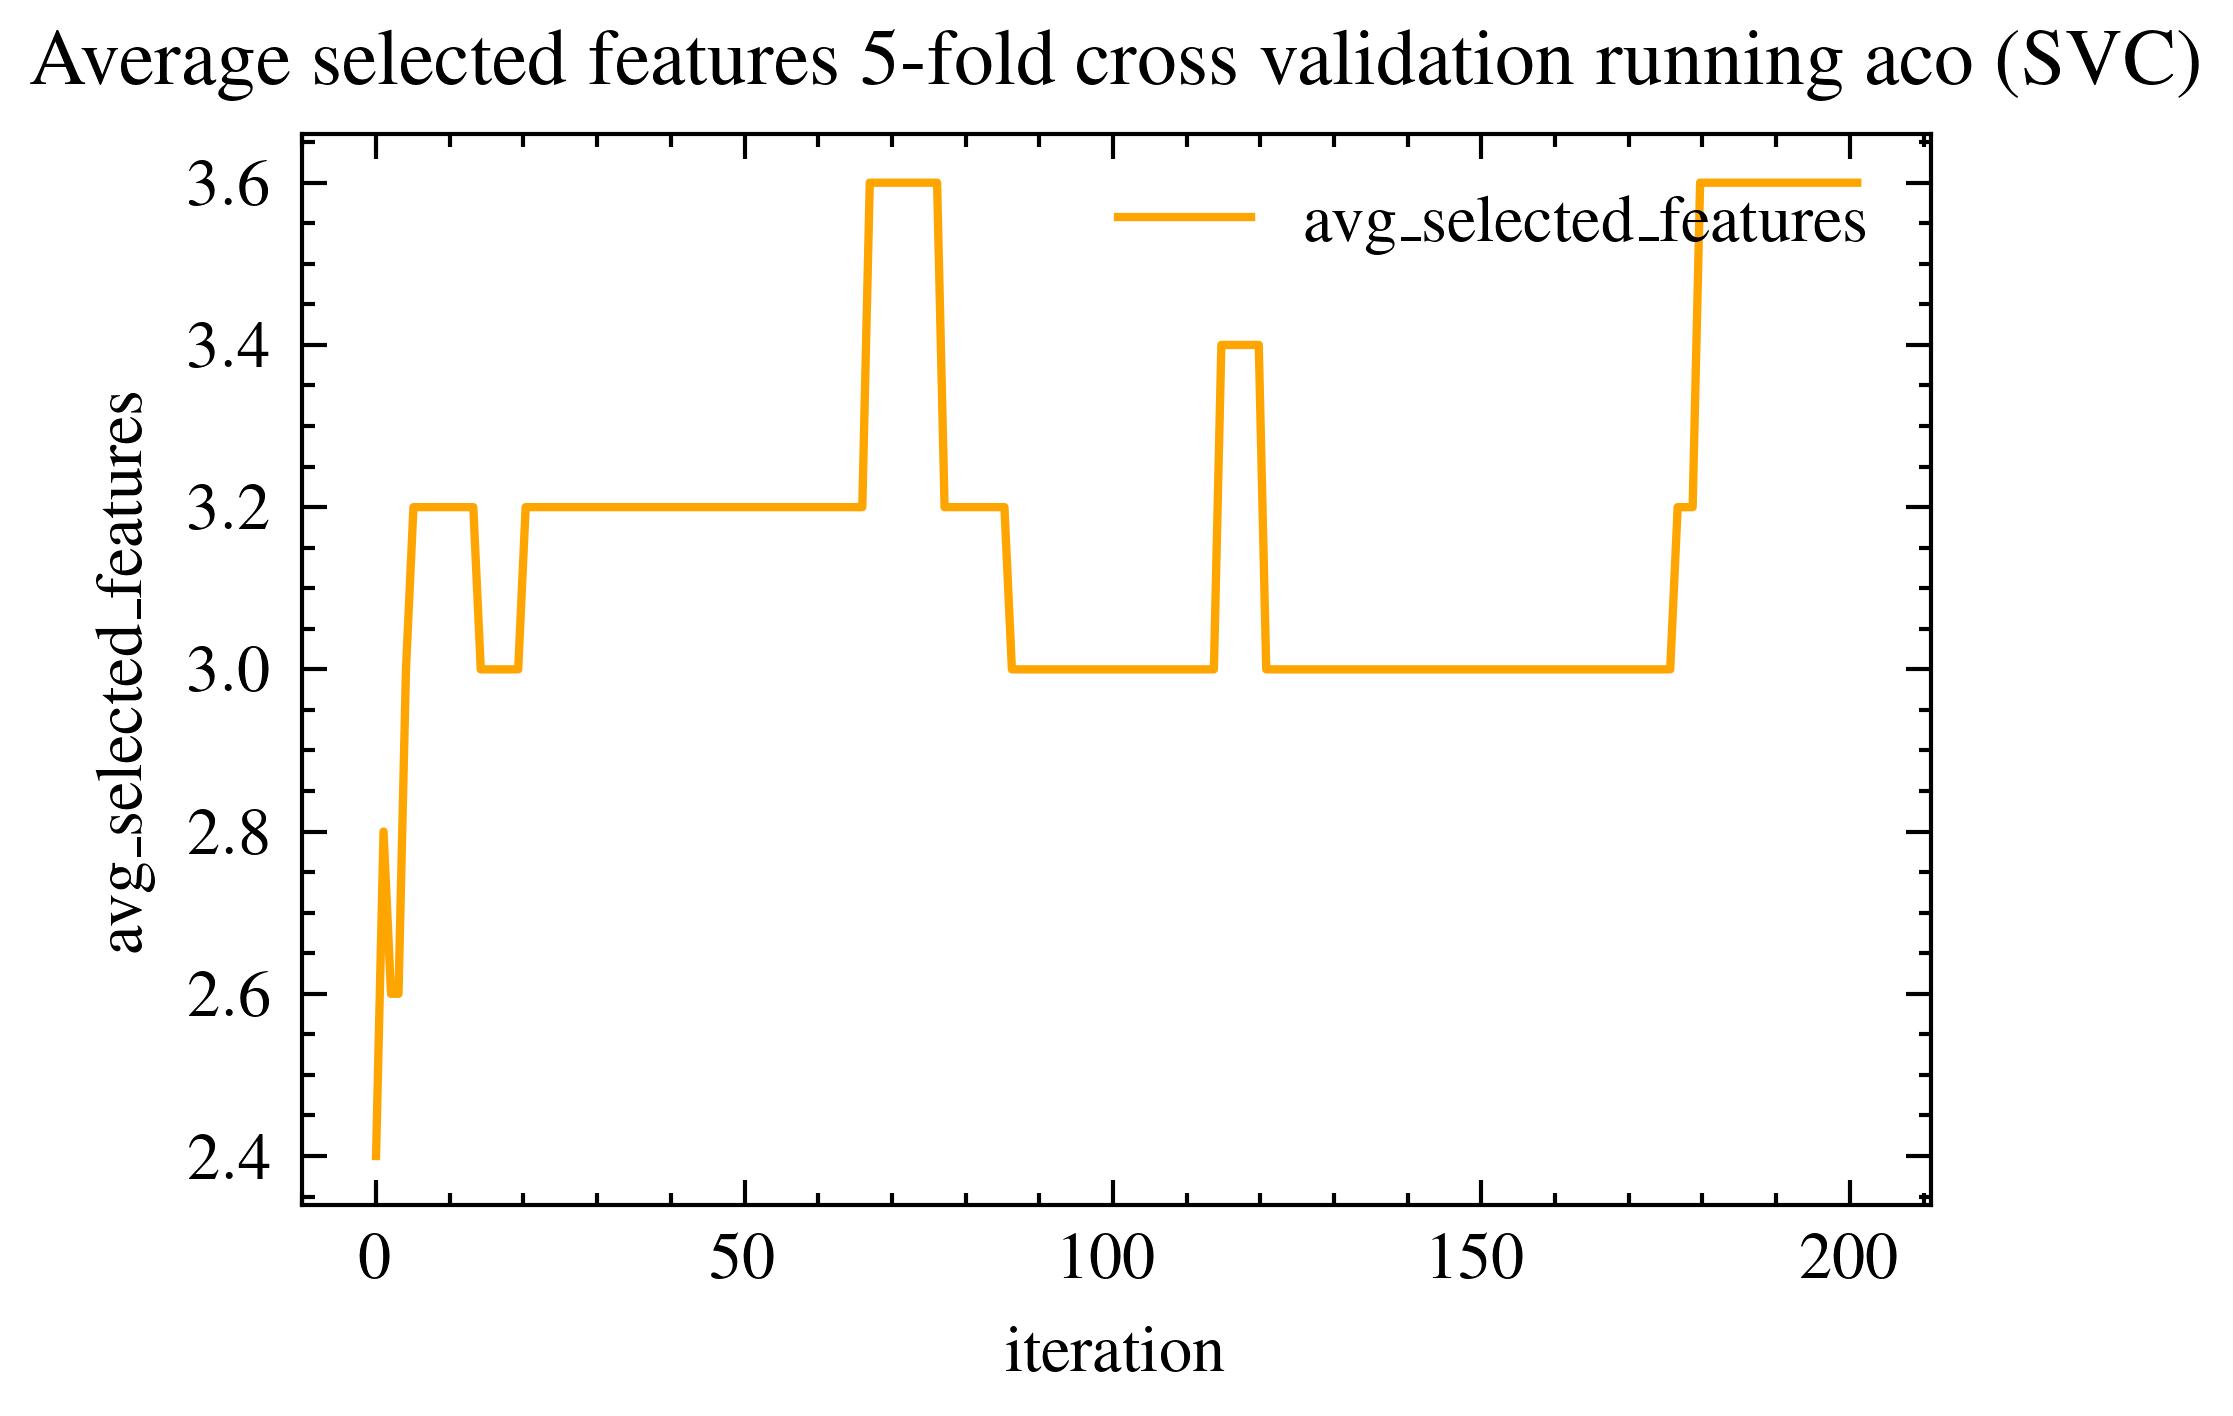 Average selected features 5-fold cross validation running aco (SVC)
avg_selected_features
3.6
3.4
3.2
3.0
2.8
2.6
2.4
avg_selected_features
0 50 100 150 200
iteration